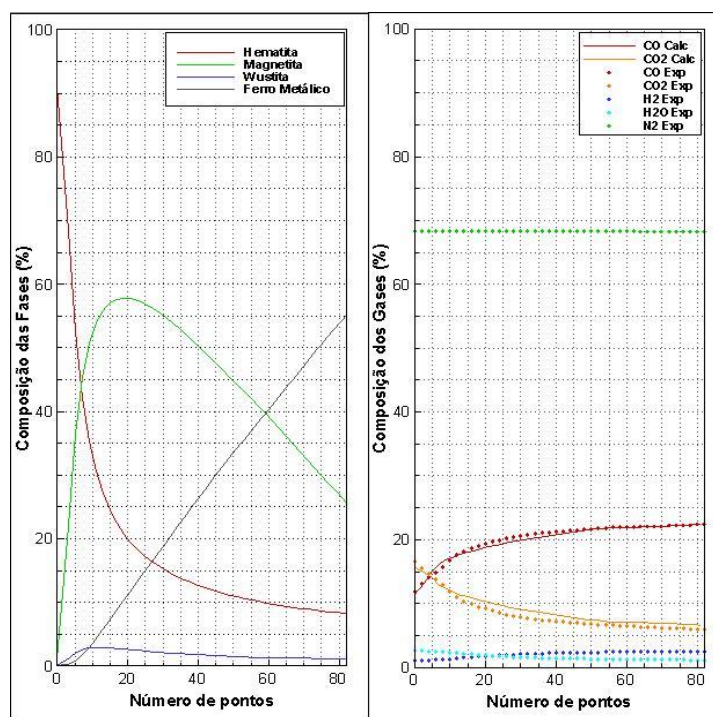 Composição das Fases (%)
100
80
60
40
20
0
0 20 40 60 80
Número de pontos
Hematita
Magnetita
Wustita
Ferro Metálico
Composição dos Gases (%)
100
80
60
40
20
0
0 20 40 60 80
Número de pontos
CO Calc
CO2 Calc
CO Exp
CO2 Exp
H2 Exp
H2O Exp
N2 Exp